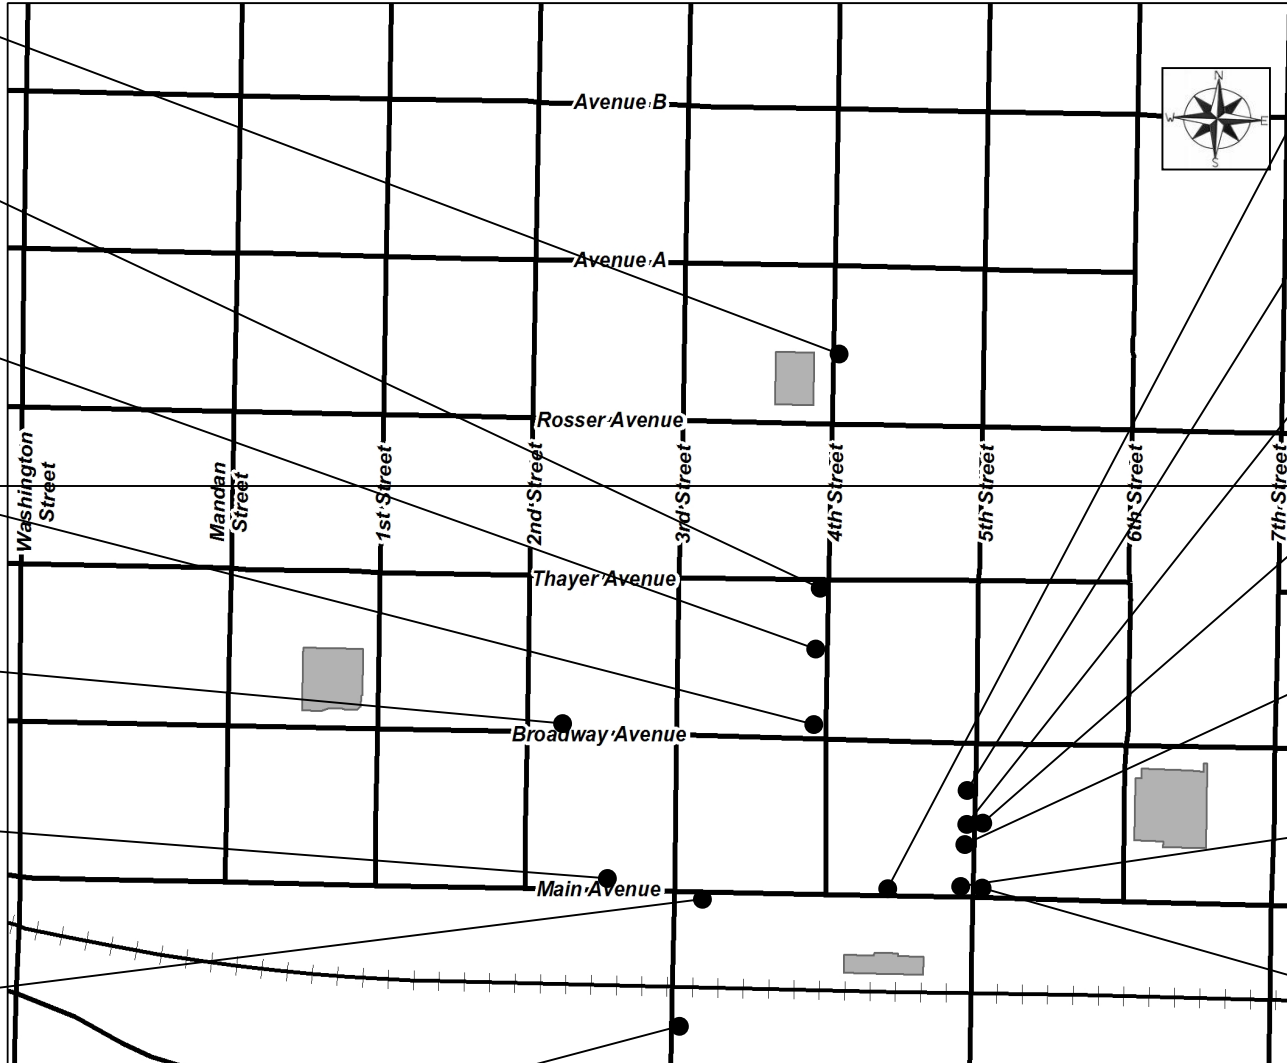 N
W E
S
Avenue B
Avenue A
Rosser Avenue
Washington
Street
Mandan
Street
1st Street
2nd Street
3rd Street
4th Street
5th Street
6th Street
7th Street
Thayer Avenue
Broadway Avenue
Main Avenue